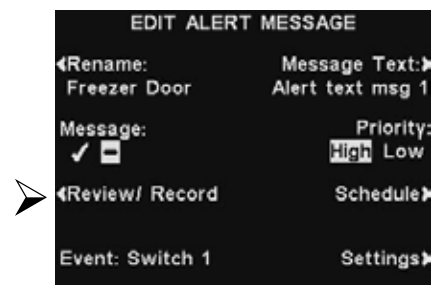 EDIT ALERT MESSAGE
Rename: Message Text:
Freezer Door Alert text msg 1
Message: Priority:
✓ – High Low
Review/ Record Schedule
Event: Switch 1 Settings